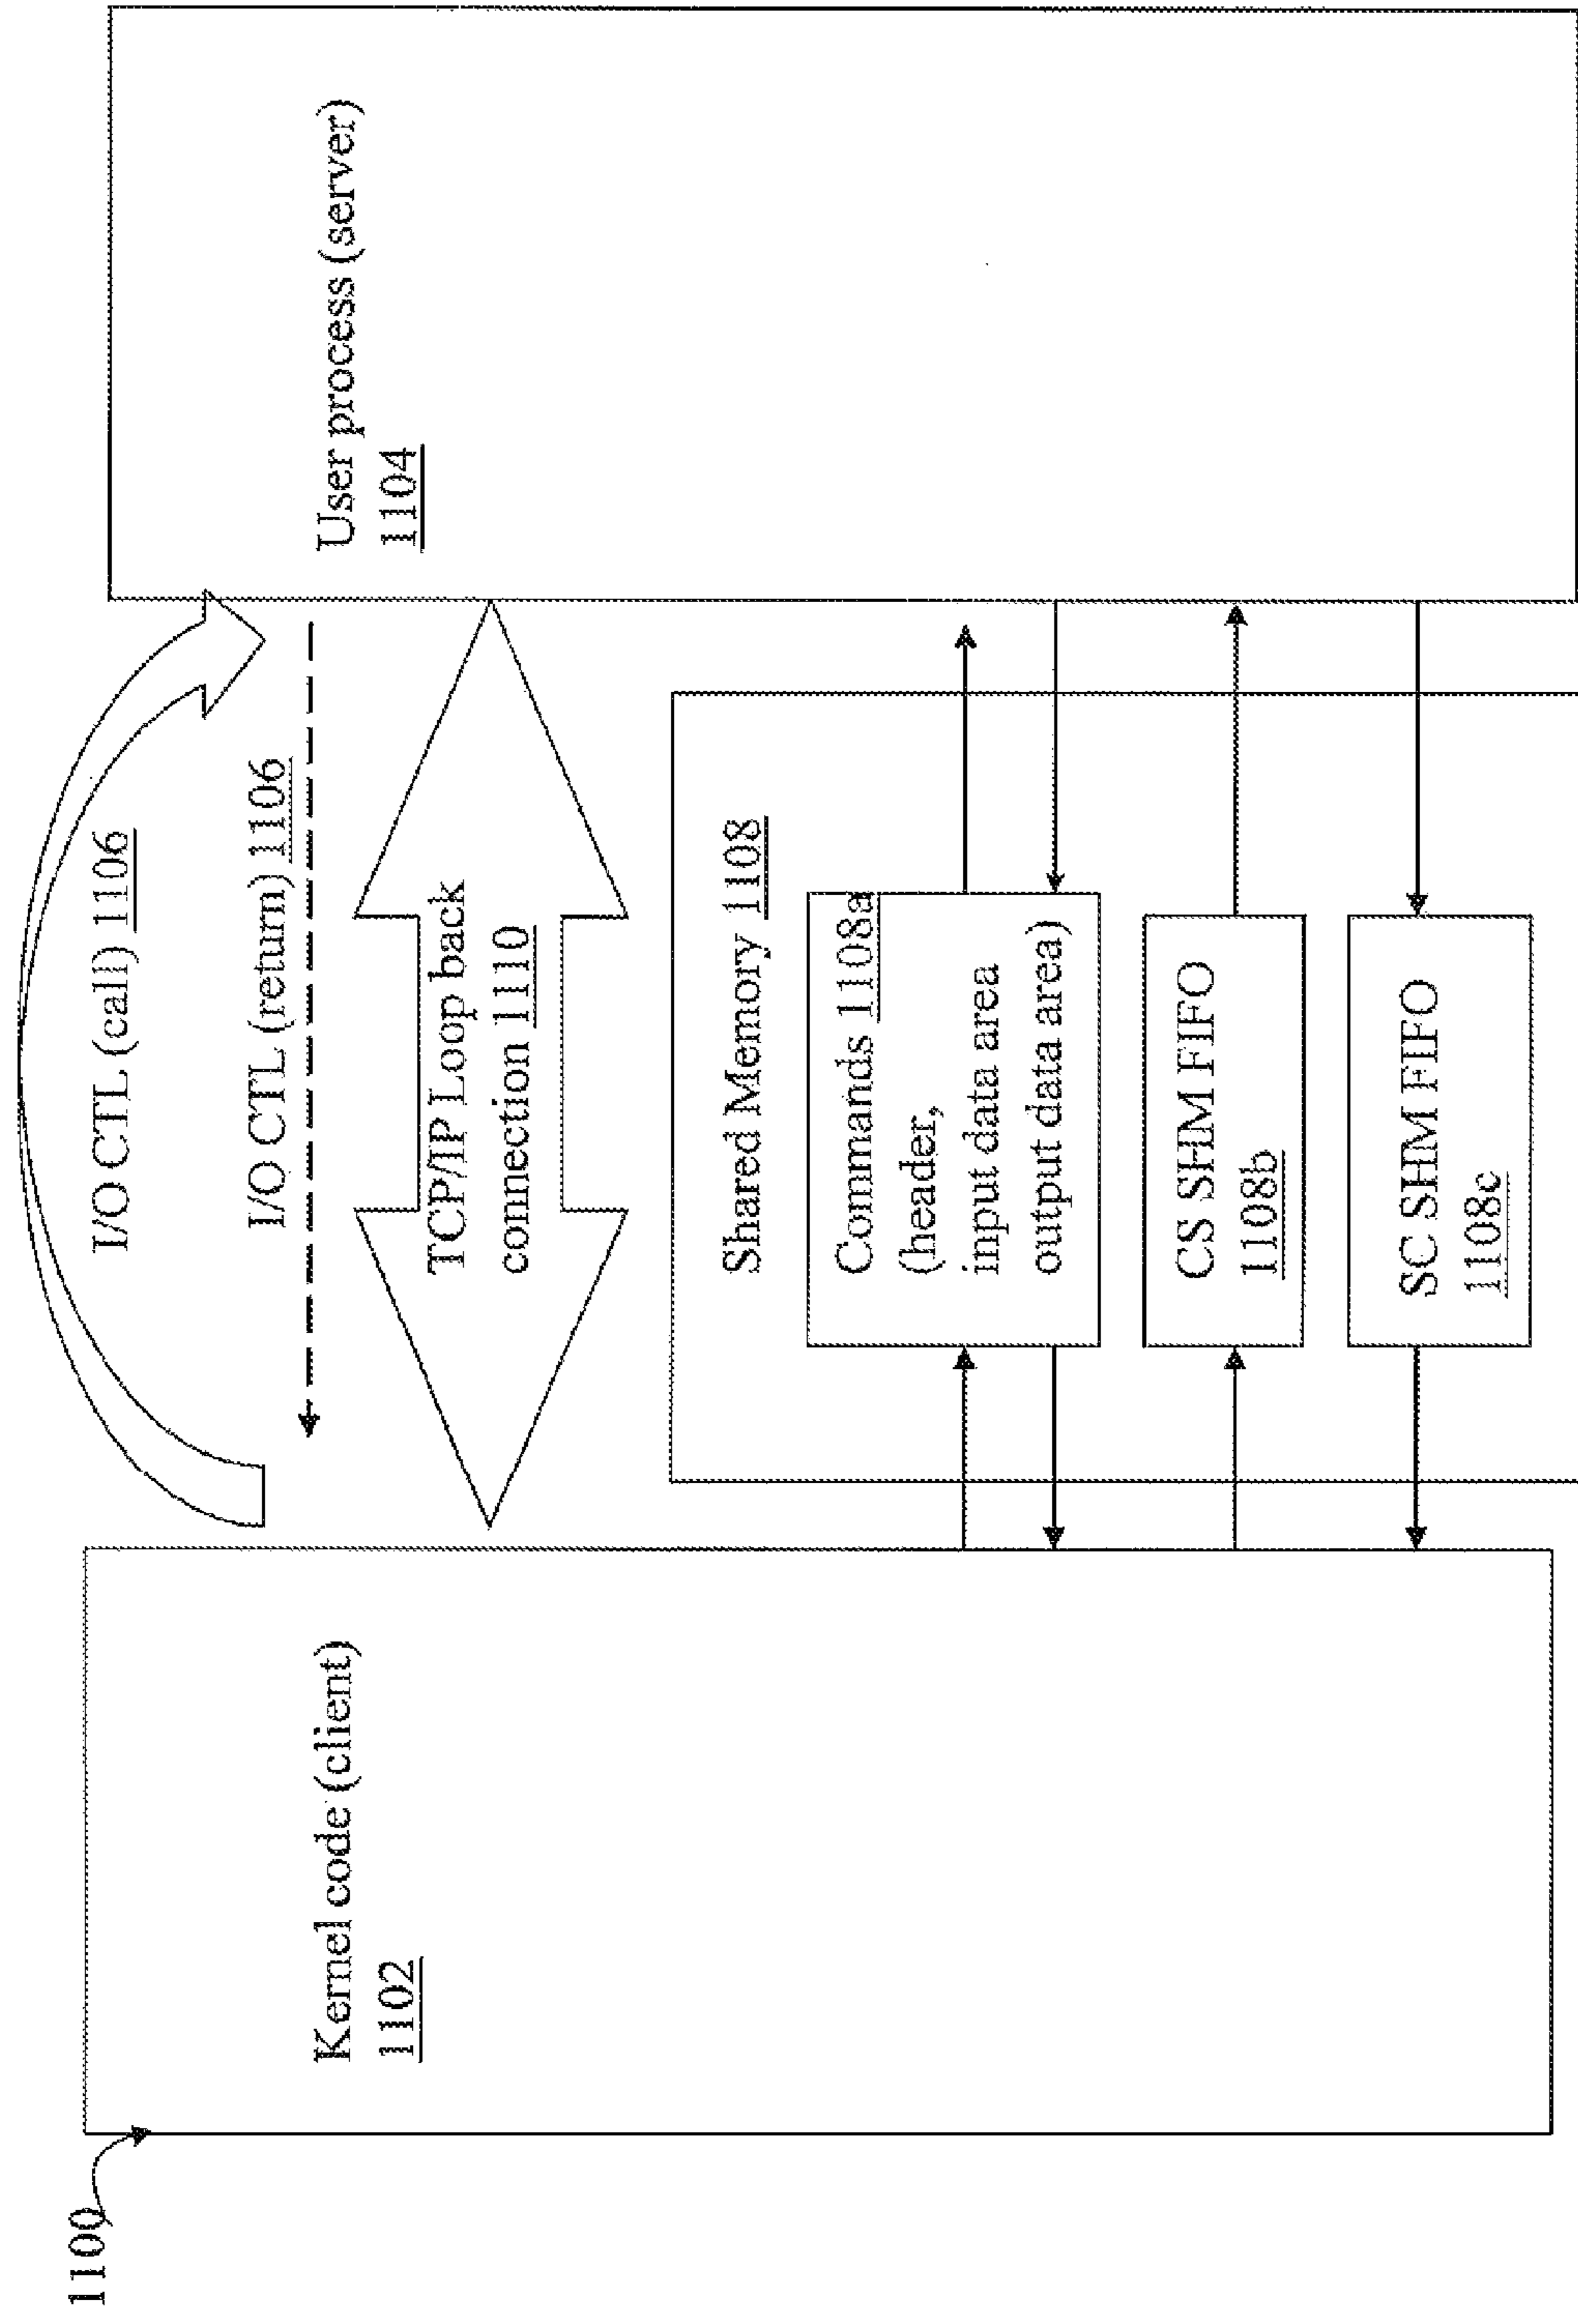 1100
Kernel code (client)
1102
I/O CTL (call) 1106
I/O CTL (return) 1106
TCP/IP Loop back
connection 1110
Shared Memory 1108
Commands 1108a
(header,
input data area
output data area)
CS SHM FIFO
1108b
SC SHM FIFO
1108c
User process (server)
1104